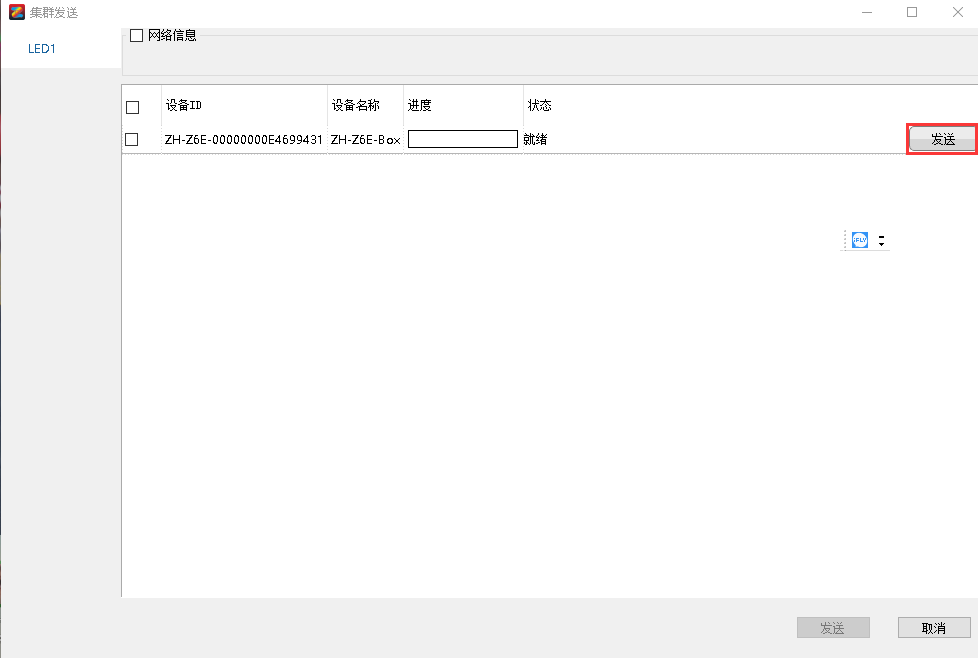 集群发送
LED1
网络信息
设备ID 设备名称 进度 状态
ZH-Z6E-00000000E4699431 ZH-Z6E-Box 就绪 发送
iFLY
发送 取消